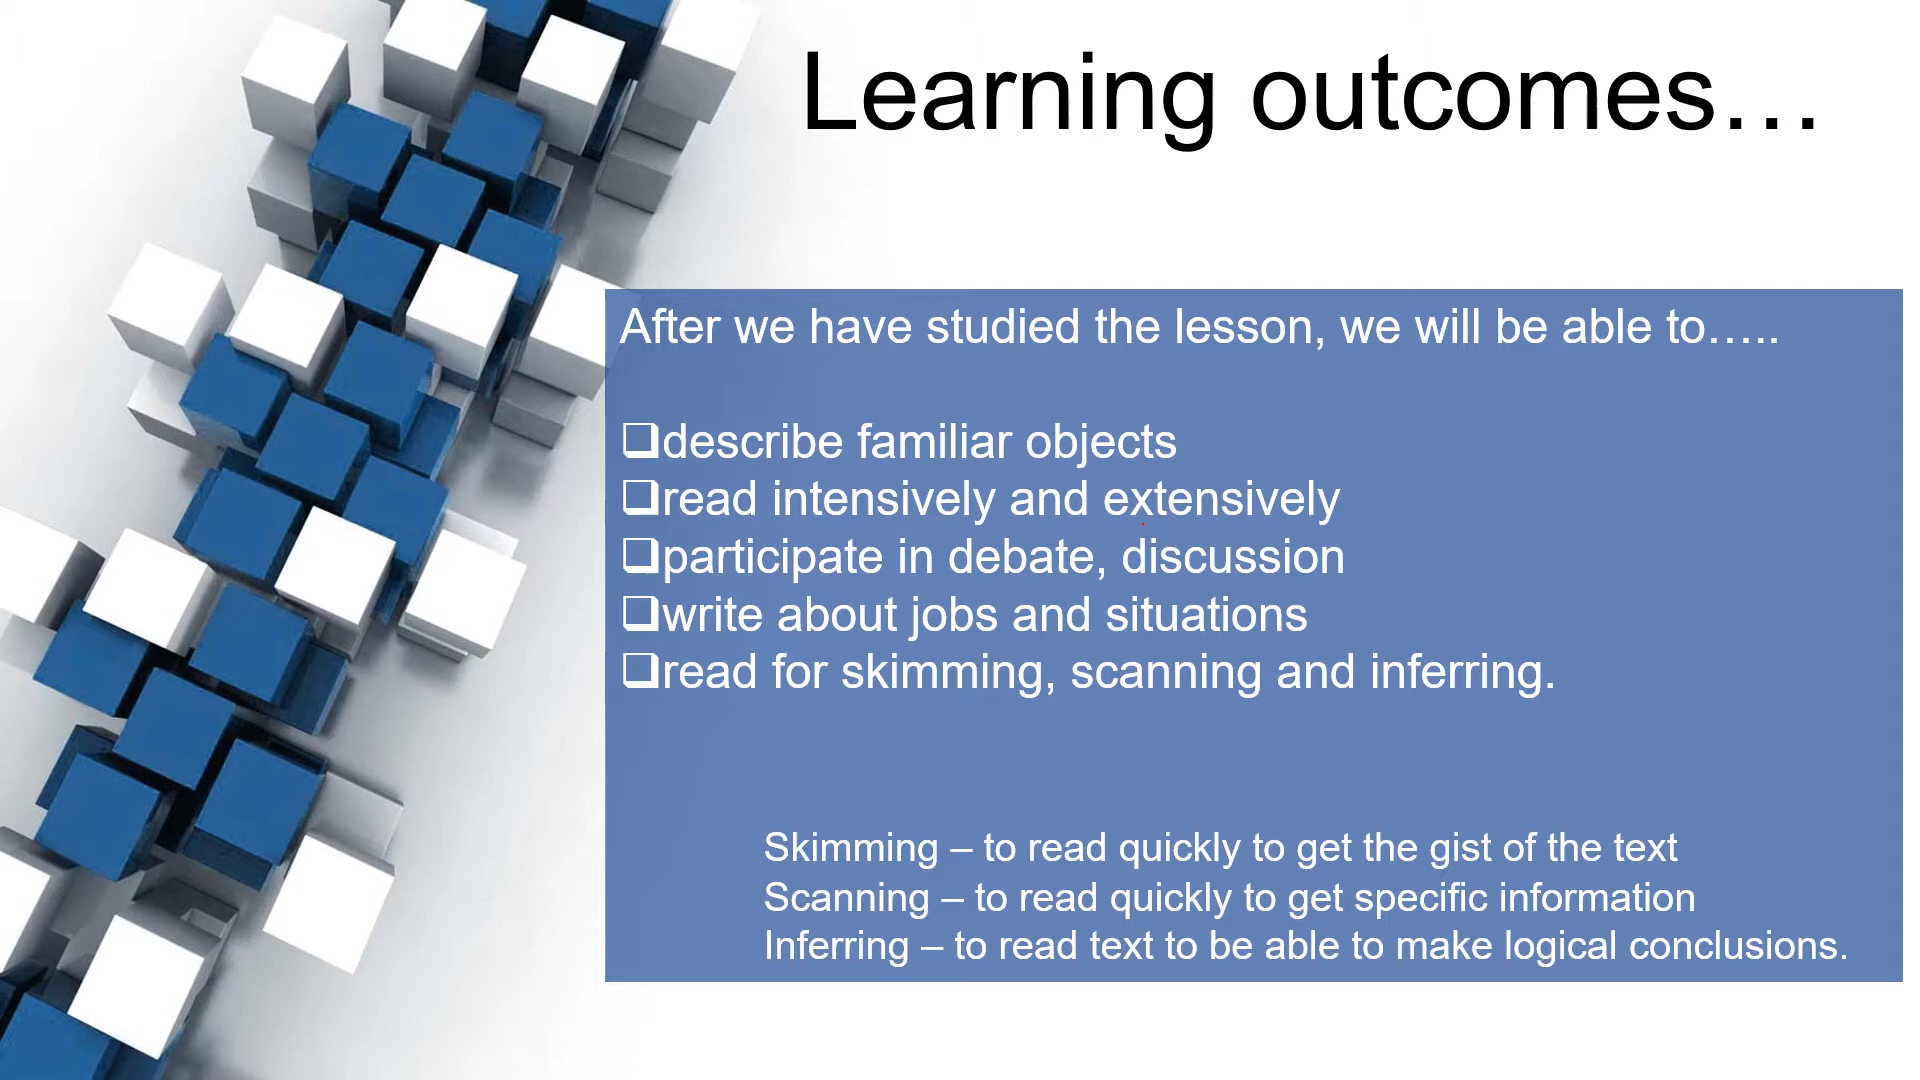 Learning outcomes…
After we have studied the lesson, we will be able to…..
❑describe familiar objects
❑read intensively and extensively
❑participate in debate, discussion
❑write about jobs and situations
❑read for skimming, scanning and inferring.
Skimming – to read quickly to get the gist of the text
Scanning – to read quickly to get specific information
Inferring – to read text to be able to make logical conclusions.